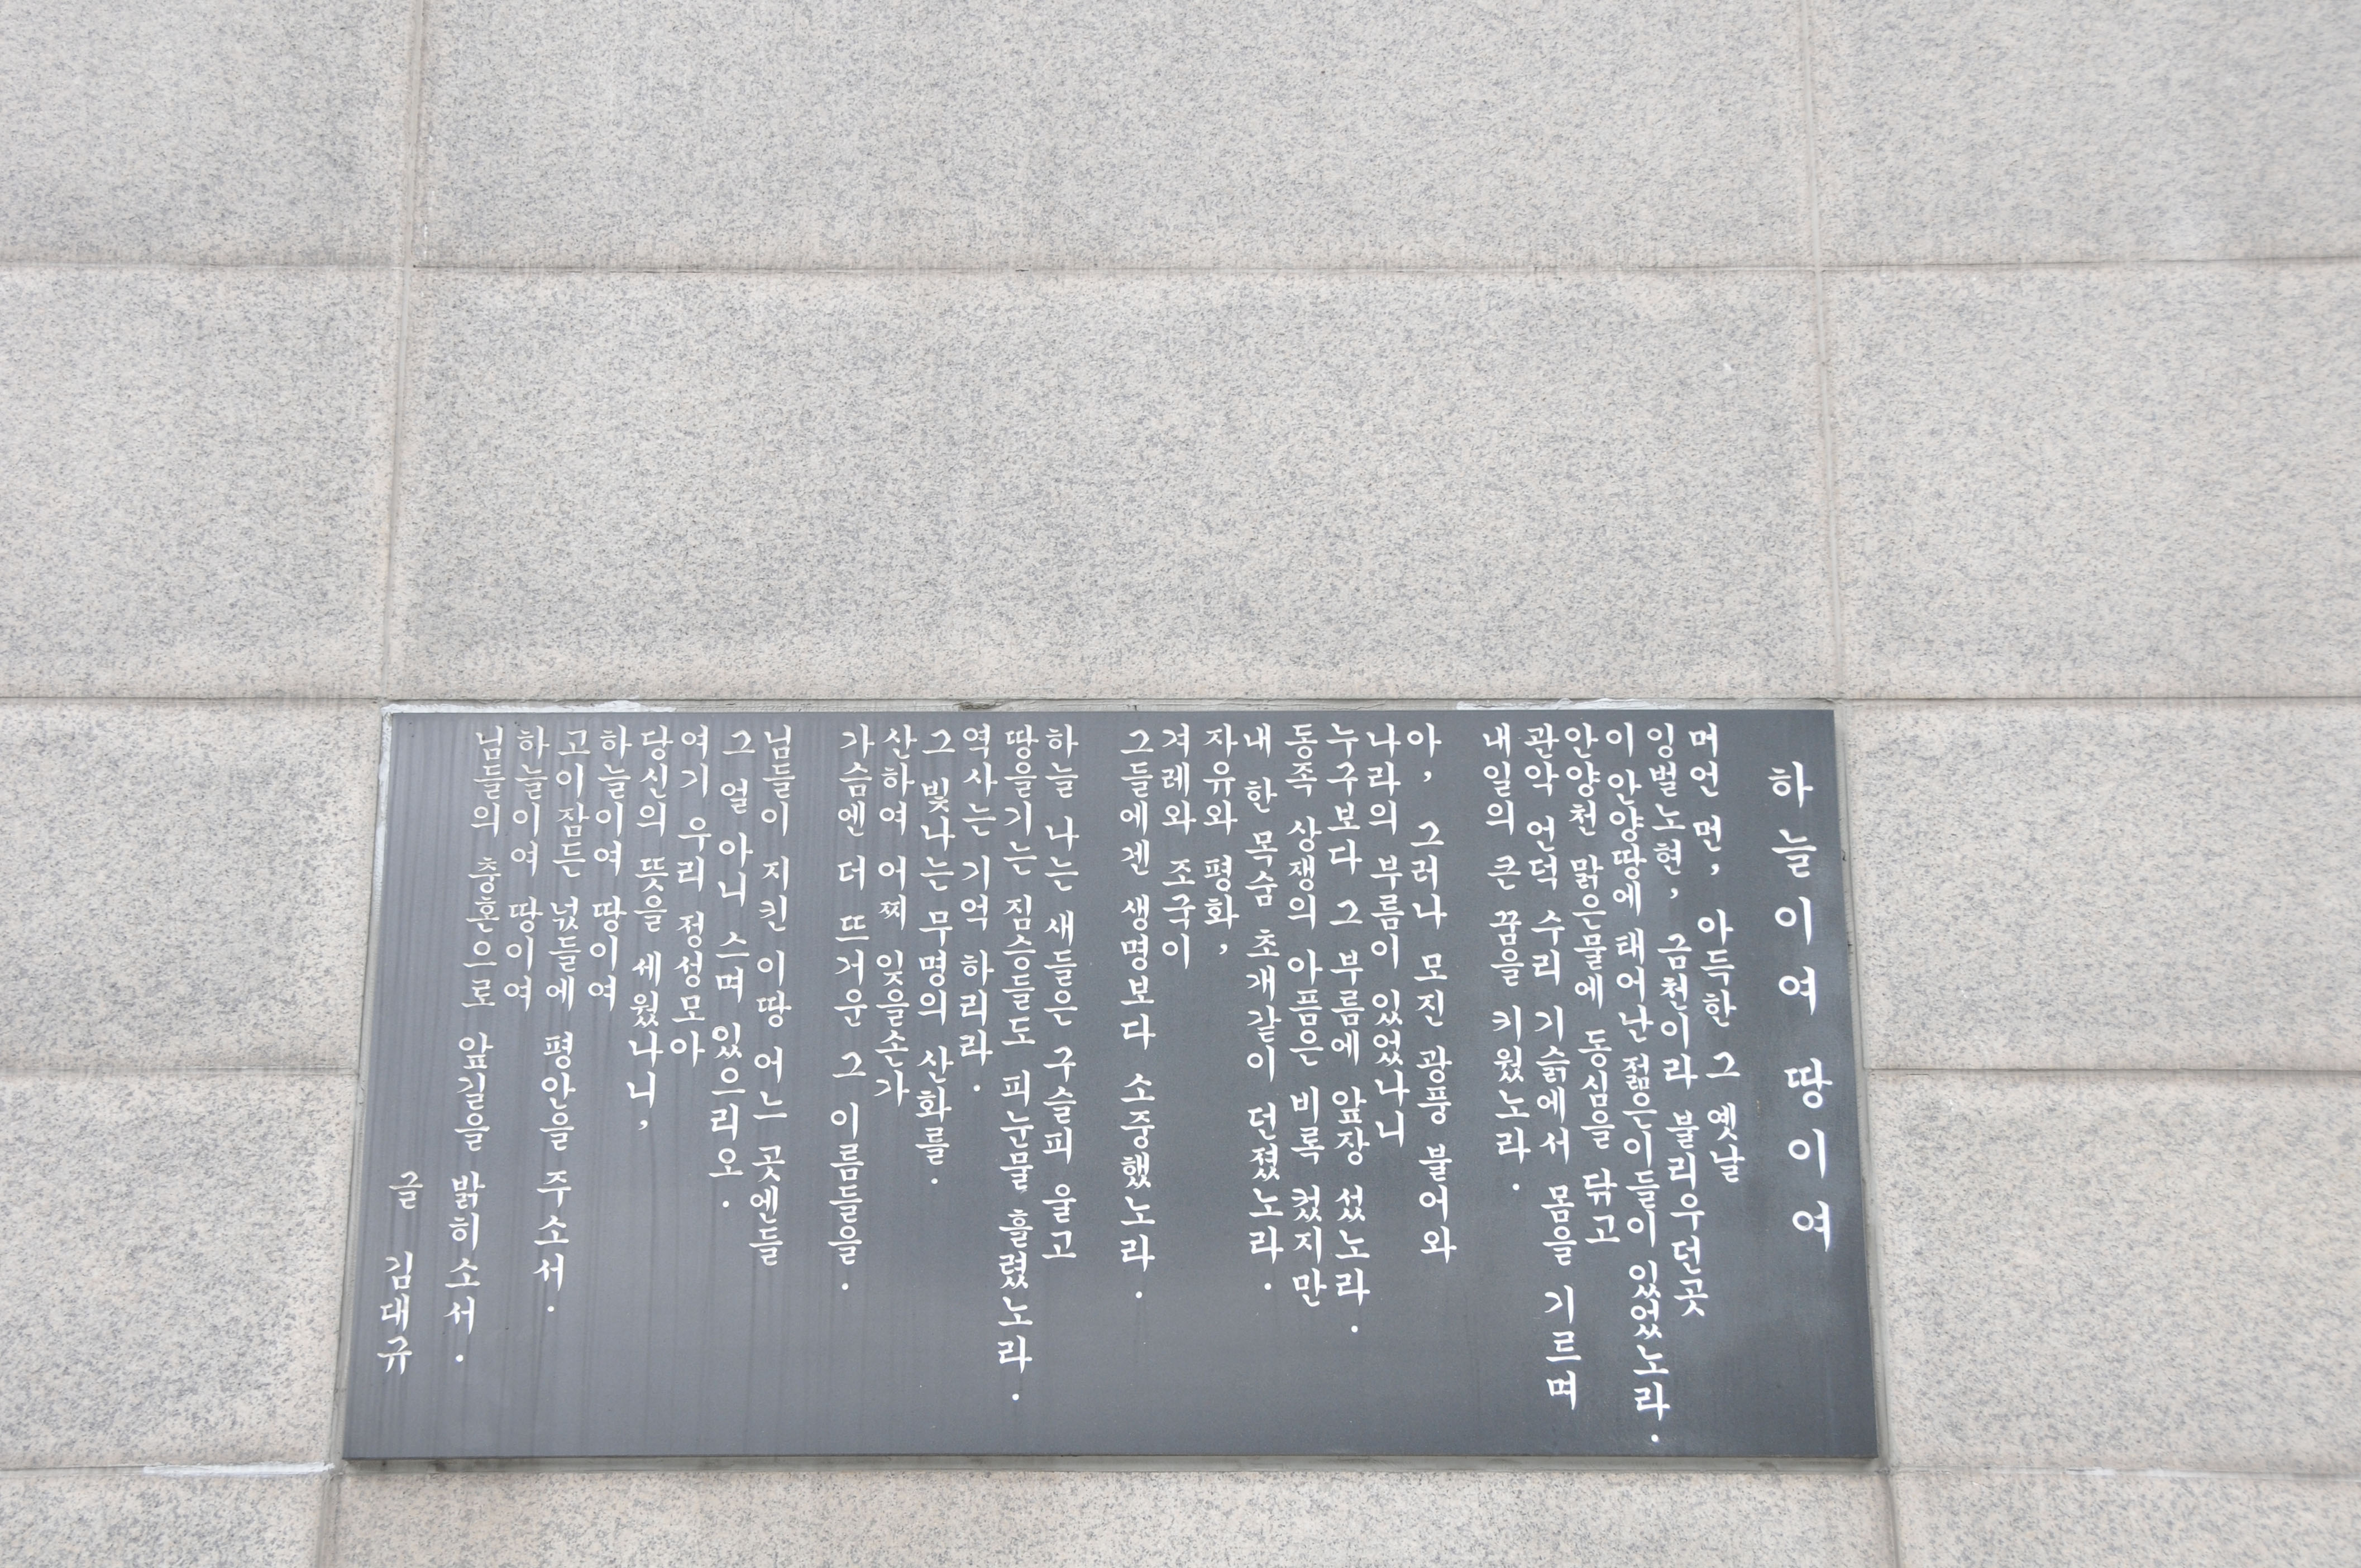 하늘이여 땅이여
머언 먼, 아득한 그 옛날
잉벌노현, 금천이라 불리우던곳
이 안양땅에 태어난 젊은이들이 있었노라.
안양천 맑은물에 동심을 닦고
관악 언덕 수리 기슭에서 몸을 기르며
내일의 큰 꿈을 키웠노라.
아, 그러나 모진 광풍 불어와
나라의 부름이 있었나니
누구보다 그 부름에 앞장 섰노라.
동족 상쟁의 아픔은 비록 컸지만
내 한 목숨 초개같이 던졌노라.
자유와 평화,
겨레와 조국이
그들에겐 생명보다 소중했노라.
하늘 나는 새들은 구슬피 울고
땅을기는 짐승들도 피눈물 흘렸노라.
역사는 기억 하리라.
그 빛나는 무명의 산화를.
산하여 어찌 잊을손가
가슴엔 더 뜨거운 그 이름들을.
님들이 지킨 이땅 어느 곳엔들
그 얼 아니 스며 있으리오.
여기 우리 정성모아
당신의 뜻을 세웠나니,
하늘이여 땅이여
고이잠든 넋들에 평안을 주소서.
하늘이여 땅이여
님들의 충혼으로 앞길을 밝히소서.
글 김대규